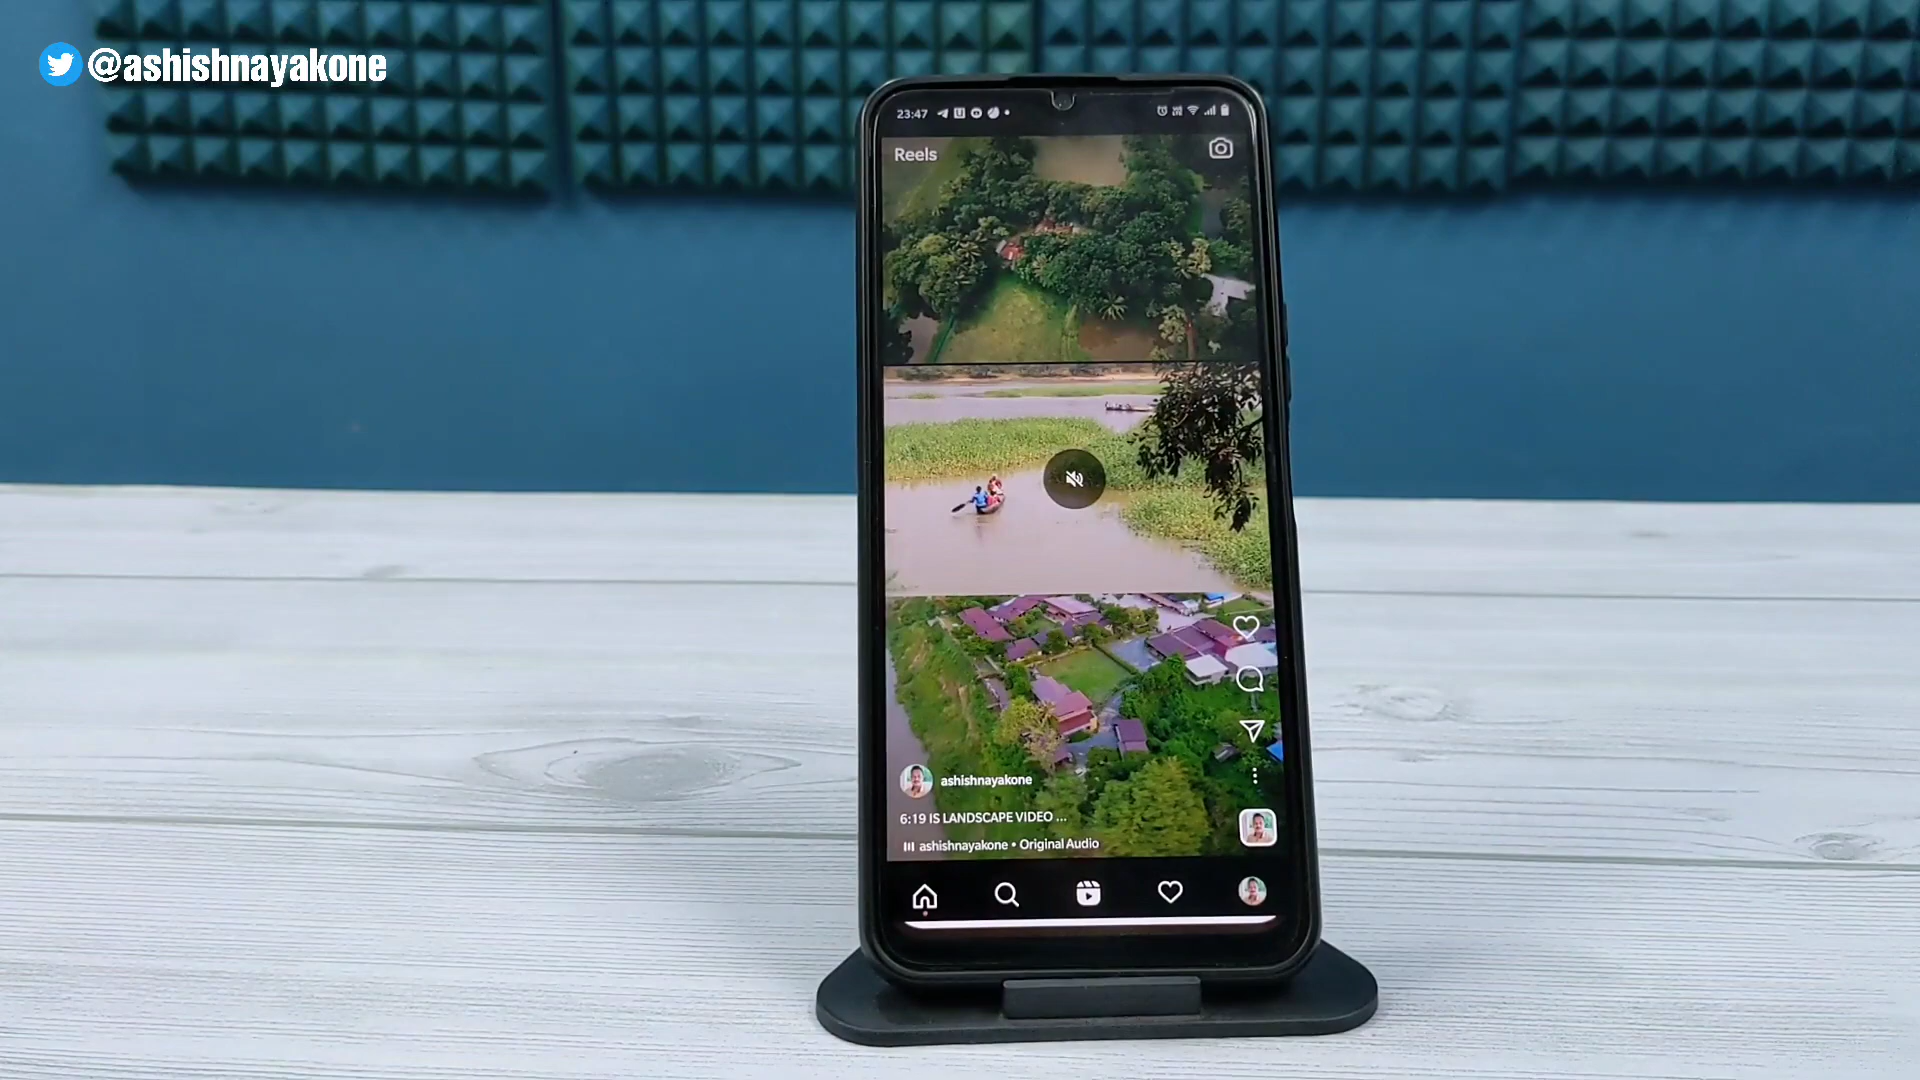 @ashishnayakone
23:47
Reels
ashishnayakone
6:19 IS LANDSCAPE VIDEO ...
ashishnayakone • Original Audio